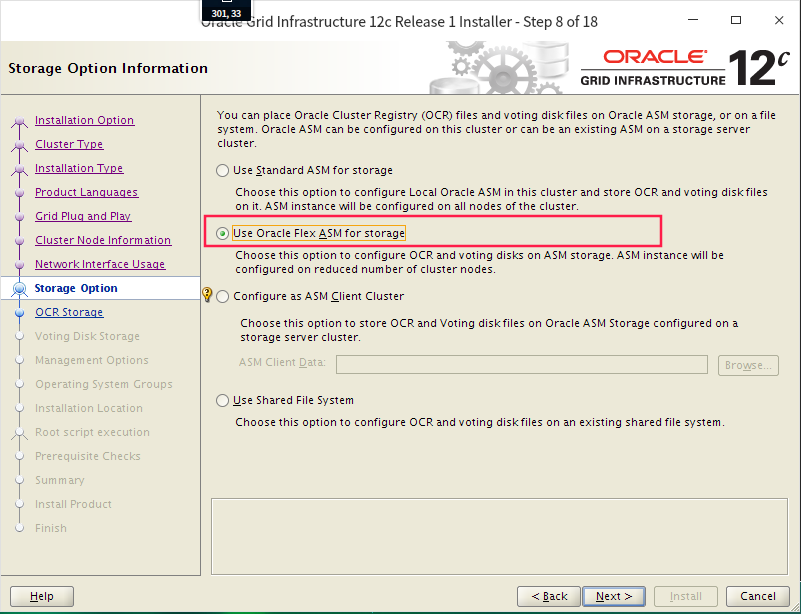 301, 33
Oracle Grid Infrastructure 12c Release 1 Installer - Step 8 of 18
Storage Option Information
ORACLE®
GRID INFRASTRUCTURE
12c
Installation Option
Cluster Type
Installation Type
Product Languages
Grid Plug and Play
Cluster Node Information
Network Interface Usage
Storage Option
OCR Storage
Voting Disk Storage
Management Options
Operating System Groups
Installation Location
Root script execution
Prerequisite Checks
Summary
Install Product
Finish
You can place Oracle Cluster Registry (OCR) files and voting disk files on Oracle ASM storage, or on a file
system. Oracle ASM can be configured on this cluster or can be an existing ASM on a storage server
cluster.
Use Standard ASM for storage
Choose this option to configure Local Oracle ASM in this cluster and store OCR and voting disk files
on it. ASM instance will be configured on all nodes of the cluster.
Use Oracle Flex ASM for storage
Choose this option to configure OCR and voting disks on ASM storage. ASM instance will be
configured on reduced number of cluster nodes.
Configure as ASM Client Cluster
Choose this option to store OCR and Voting disk files on Oracle ASM Storage configured on a
storage server cluster.
ASM Client Data:
Browse...
Use Shared File System
Choose this option to configure OCR and voting disk files on an existing shared file system.
Help
< Back
Next >
Install
Cancel